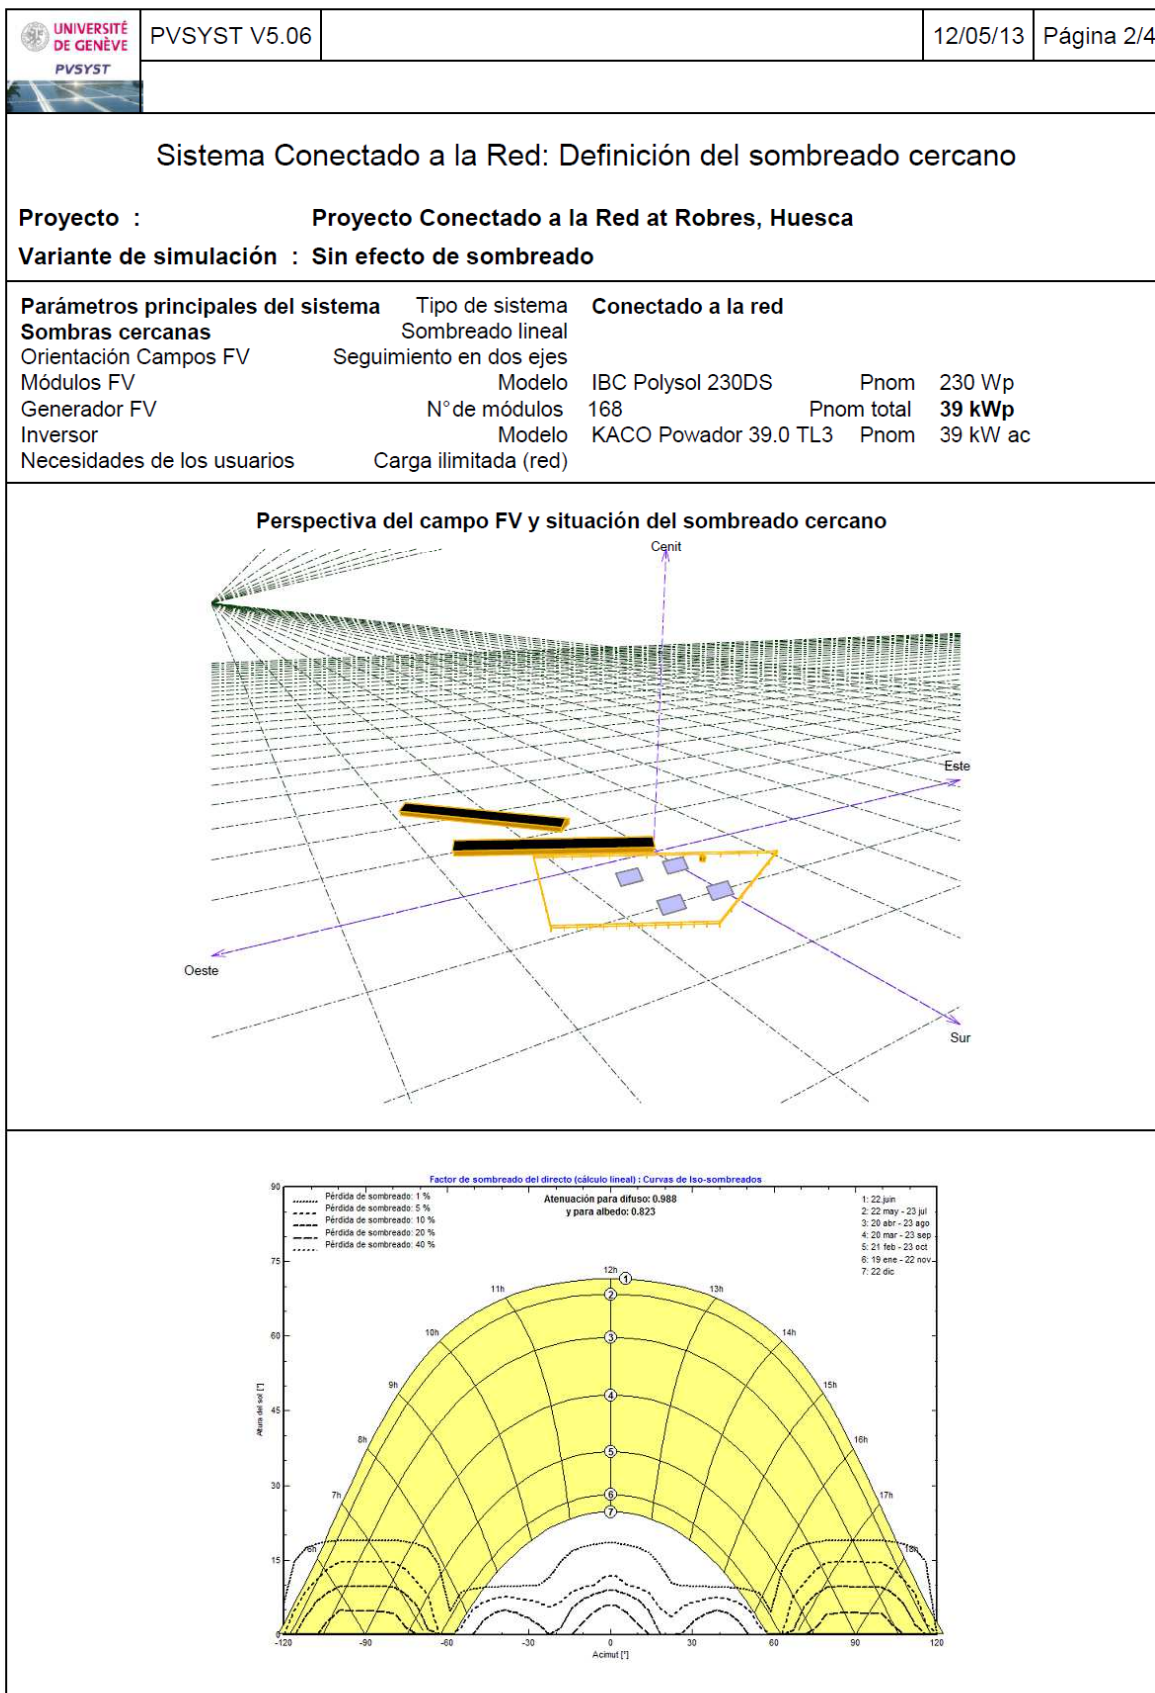 UNIVERSITÉ
DE GENÈVE
PVSYST
PVSYST V5.06
12/05/13
Página 2/4
Sistema Conectado a la Red: Definición del sombreado cercano
Proyecto : Proyecto Conectado a la Red at Robres, Huesca
Variante de simulación : Sin efecto de sombreado
Parámetros principales del sistema Tipo de sistema Conectado a la red
Sombras cercanas Sombreado lineal
Orientación Campos FV Seguimiento en dos ejes
Módulos FV Modelo IBC Polysol 230DS Pnom 230 Wp
Generador FV N° de módulos 168 Pnom total 39 kWp
Inversor Modelo KACO Powador 39.0 TL3 Pnom 39 kW ac
Necesidades de los usuarios Carga ilimitada (red)
Perspectiva del campo FV y situación del sombreado cercano
Cenit
Este
Oeste
Sur
Factor de sombreado del directo (cálculo lineal) : Curvas de Iso-sombreados
Pérdida de sombreado: 1 %
Pérdida de sombreado: 5 %
Pérdida de sombreado: 10 %
Pérdida de sombreado: 20 %
Pérdida de sombreado: 40 %
Atenuación para difuso: 0.988
y para albedo: 0.823
1: 22 jun
2: 22 may - 23 jul
3: 20 abr - 23 ago
4: 20 mar - 23 sep
5: 21 feb - 23 oct
6: 19 ene - 22 nov
7: 22 dic
90
75
60
45
30
15
0
Altura del sol [°]
6h
7h
8h
9h
10h
11h
12h
13h
14h
15h
16h
17h
18h
1
2
3
4
5
6
7
-120 -90 -60 -30 0 30 60 90 120
Acimut [°]